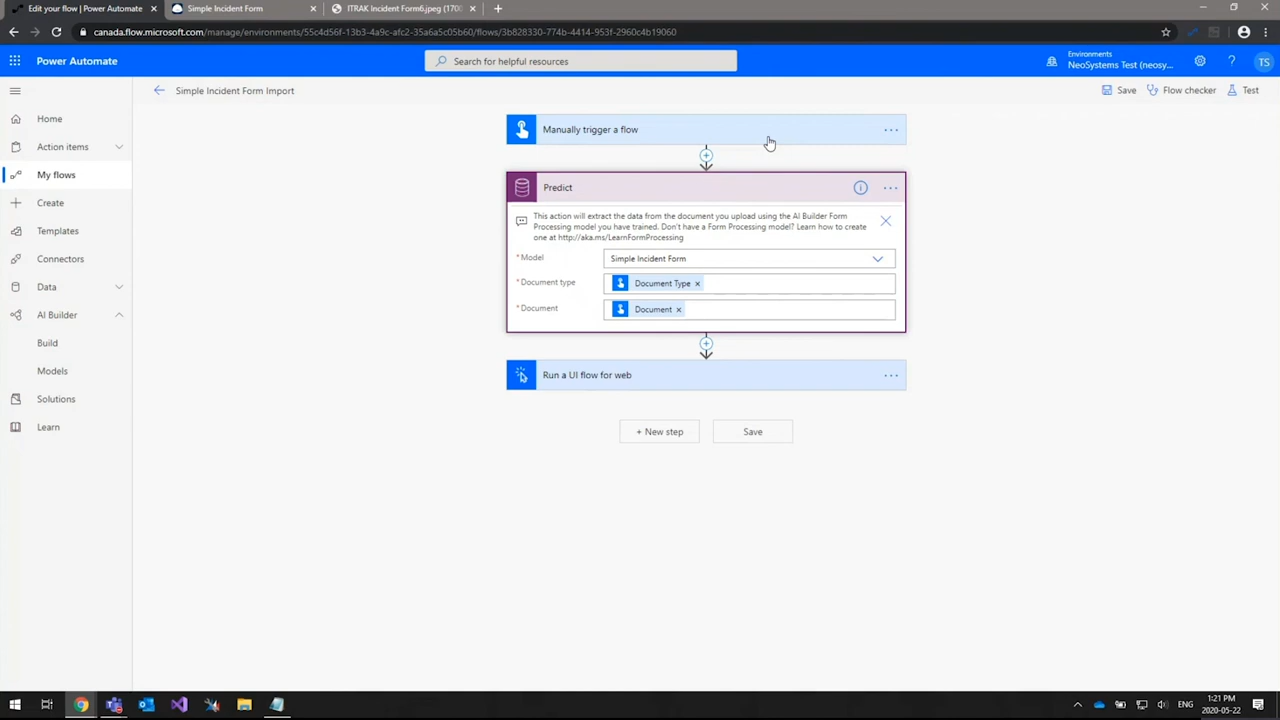 Edit your flow | Power Automate
Simple Incident Form
ITRAK Incident Form6.jpeg (1700
canada.flow.microsoft.com/manage/environments/55c4d56f-13b3-4a9c-afc2-35a6a5c05b60/flows/3b828330-774b-4414-953f-2960c4b19060
Power Automate
Search for helpful resources
Environments
NeoSystems Test (neosy...
TS
Simple Incident Form Import
Save
Flow checker
Test
Home
Action items
My flows
Create
Templates
Connectors
Data
AI Builder
Build
Models
Solutions
Learn
Manually trigger a flow
Predict
This action will extract the data from the document you upload using the AI Builder Form
Processing model you have trained. Don't have a Form Processing model? Learn how to create
one at http://aka.ms/LearnFormProcessing
* Model
Simple Incident Form
* Document type
Document Type ×
* Document
Document ×
Run a UI flow for web
+ New step
Save
ENG
1:21 PM
2020-05-22